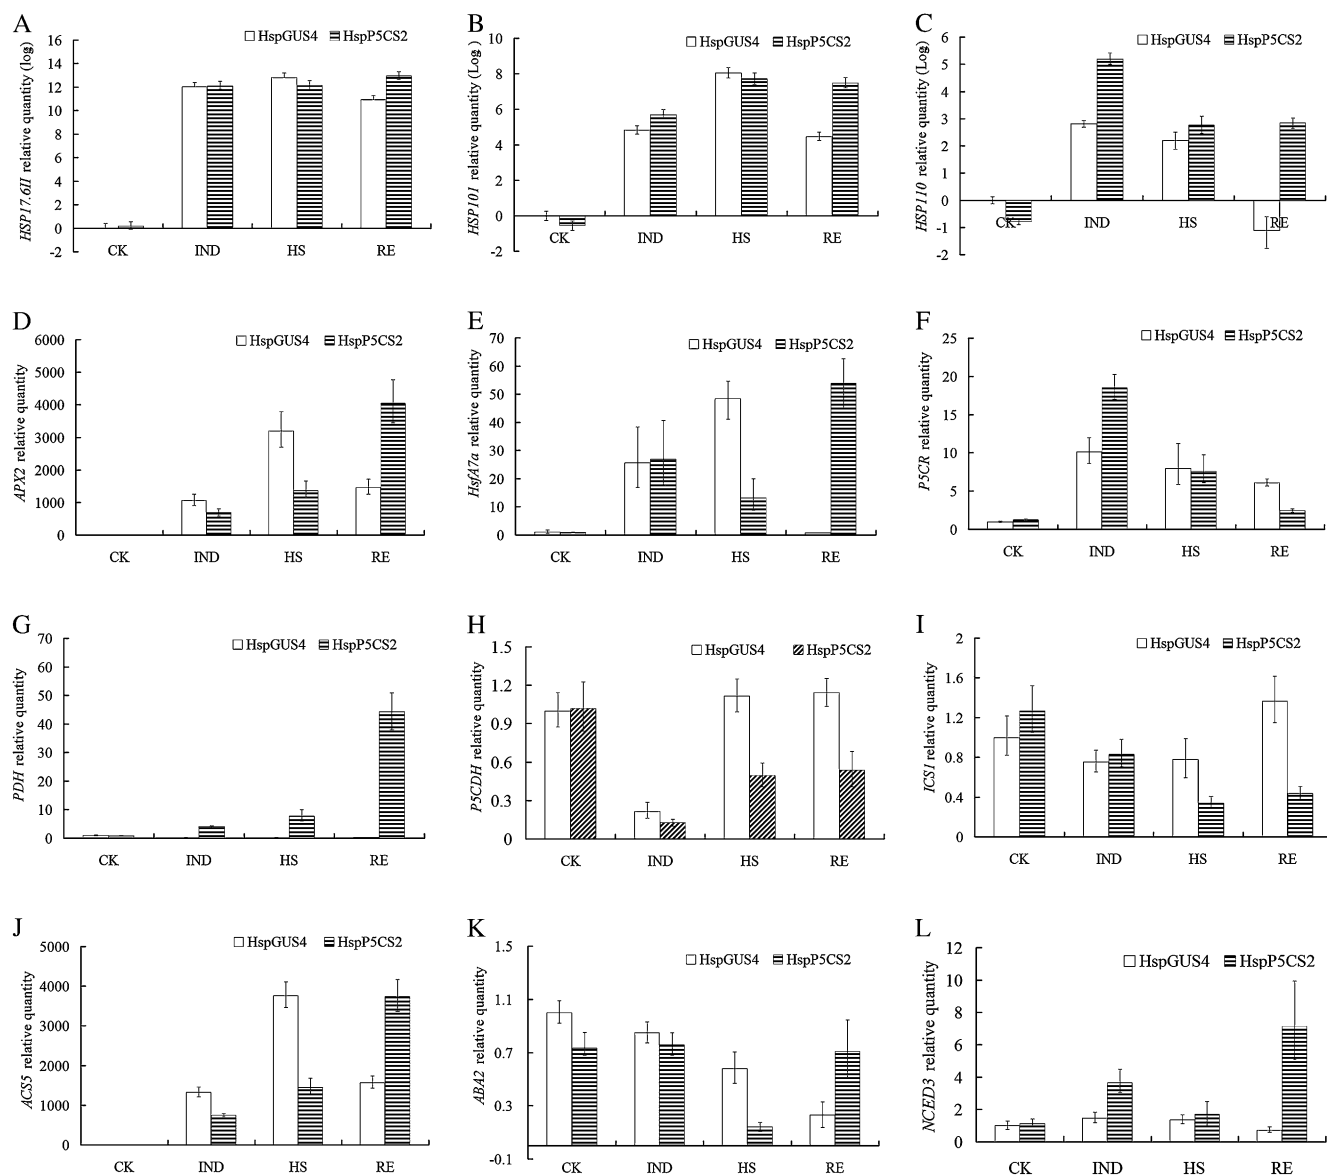 A
HspGUS4 HspP5CS2
HSP17.6II relative quantity (log)
16
14
12
10
8
6
4
2
0
-2
CK IND HS RE
B
HspGUS4 HspP5CS2
HSP101 relative quantity (Log)
10
8
6
4
2
0
-2
CK IND HS RE
C
HspGUS4 HspP5CS2
HSP110 relative quantity (Log)
6
5
4
3
2
1
0
-1
-2
CK IND HS RE
D
HspGUS4 HspP5CS2
APX2 relative quantity
6000
5000
4000
3000
2000
1000
0
CK IND HS RE
E
HspGUS4 HspP5CS2
HsfA7a relative quantity
70
60
50
40
30
20
10
0
CK IND HS RE
F
HspGUS4 HspP5CS2
P5CR relative quantity
25
20
15
10
5
0
CK IND HS RE
G
HspGUS4 HspP5CS2
PDH relative quantity
70
60
50
40
30
20
10
0
CK IND HS RE
H
HspGUS4 HspP5CS2
P5CDH relative quantity
1.5
1.2
0.9
0.6
0.3
0
CK IND HS RE
I
HspGUS4 HspP5CS2
ICS1 relative quantity
2
1.6
1.2
0.8
0.4
0
CK IND HS RE
J
HspGUS4 HspP5CS2
ACS5 relative quantity
5000
4000
3000
2000
1000
0
CK IND HS RE
K
HspGUS4 HspP5CS2
ABA2 relative quantity
1.5
1.1
0.7
0.3
-0.1
CK IND HS RE
L
HspGUS4 HspP5CS2
NCED3 relative quantity
12
10
8
6
4
2
0
CK IND HS RE